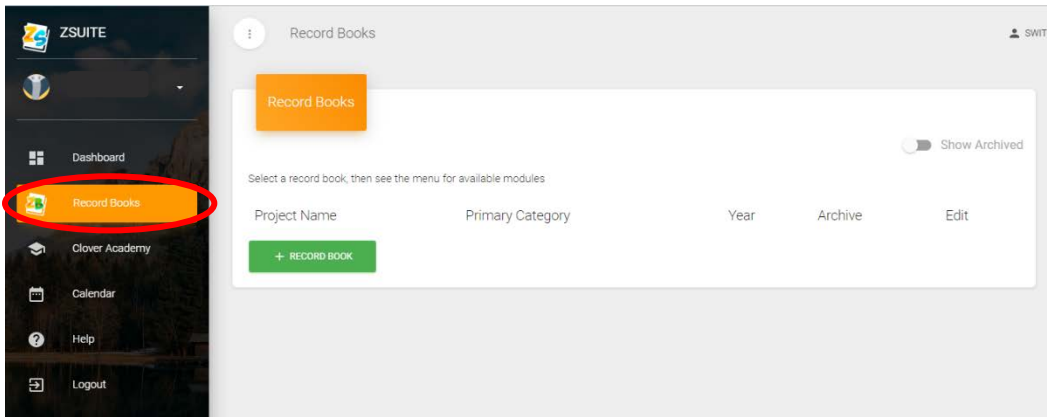 ZSUITE
Dashboard
Record Books
Clover Academy
Calendar
Help
Logout
Record Books
SWIT
Record Books
Show Archived
Select a record book, then see the menu for available modules
Project Name Primary Category Year Archive Edit
+ RECORD BOOK